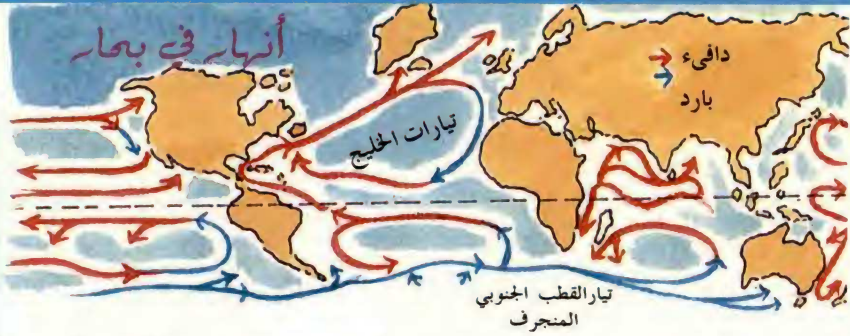 أنهار في بحار
دافىء
بارد
تيارات الخليج
تيار القطب الجنوبي
المنجرف